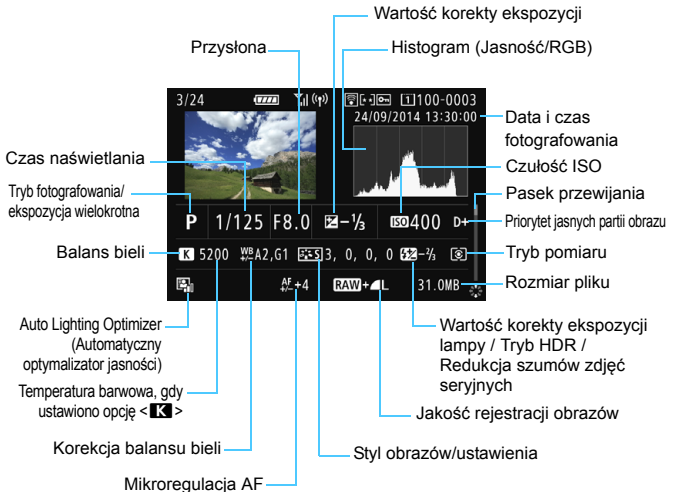 Wartość korekty ekspozycji
Przysłona
Histogram (Jasność/RGB)
3/24
1 100-0003
24/09/2014 13:30:00
Data i czas
fotografowania
Czas naświetlania
Czułość ISO
Tryb fotografowania/
ekspozycja wielokrotna
Pasek przewijania
P 1/125 F8.0 -⅓ ISO 400 D+
Priorytet jasnych partii obrazu
Balans bieli
K 5200 WB+/- A2,G1 S 3, 0, 0, 0 -⅔
Tryb pomiaru
AF+/- +4 RAW+L 31.0MB
Rozmiar pliku
Auto Lighting Optimizer
(Automatyczny
optymalizator jasności)
Wartość korekty ekspozycji
lampy / Tryb HDR /
Redukcja szumów zdjęć
seryjnych
Temperatura barwowa, gdy
ustawiono opcję < K >
Jakość rejestracji obrazów
Korekcja balansu bieli
Styl obrazów/ustawienia
Mikroregulacja AF